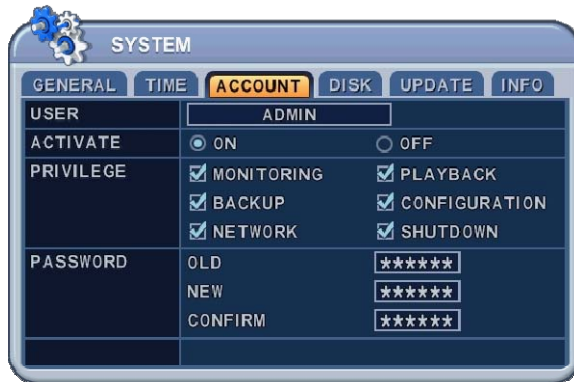 SYSTEM
GENERAL TIME ACCOUNT DISK UPDATE INFO
USER ADMIN
ACTIVATE ON OFF
PRIVILEGE MONITORING PLAYBACK
BACKUP CONFIGURATION
NETWORK SHUTDOWN
PASSWORD OLD ******
NEW ******
CONFIRM ******